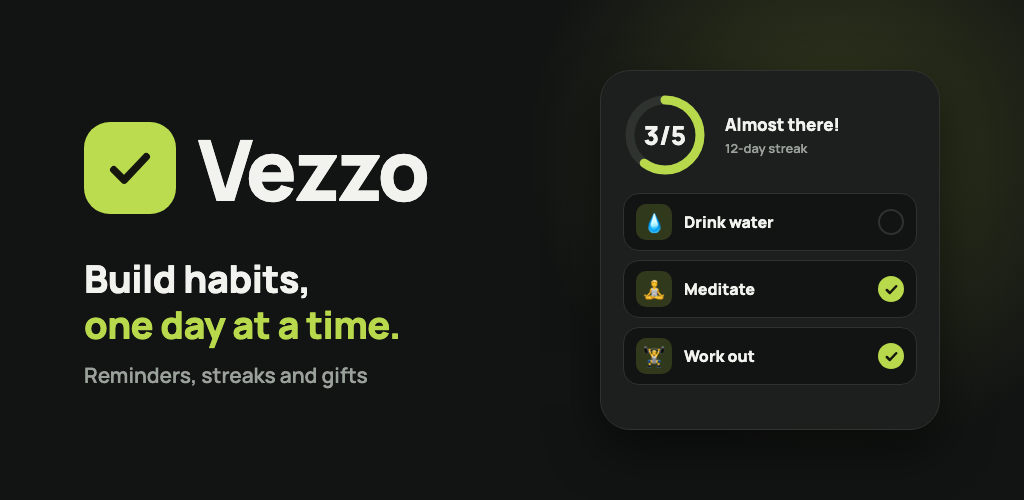 Vezzo
Build habits,
one day at a time.
Reminders, streaks and gifts
3/5
Almost there!
12-day streak
Drink water
Meditate
Work out